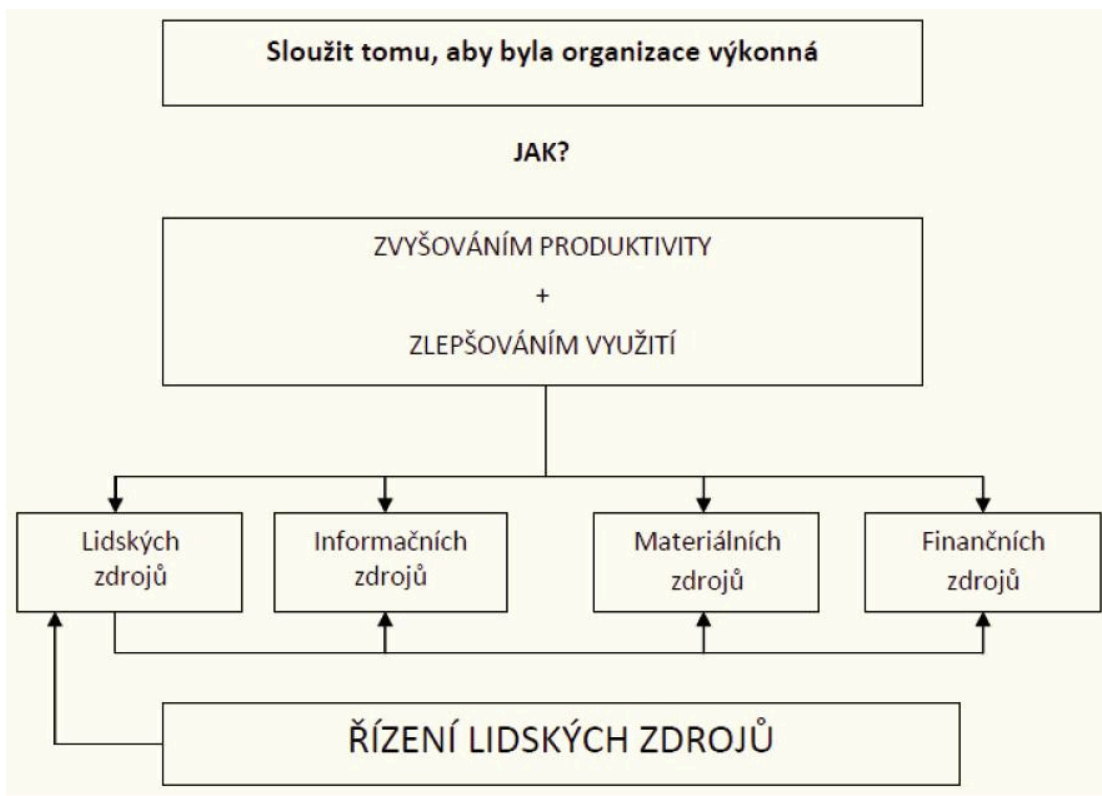 Sloužit tomu, aby byla organizace výkonná
JAK?
ZVYŠOVÁNÍM PRODUKTIVITY
+
ZLEPŠOVÁNÍM VYUŽITÍ
Lidských
zdrojů
Informačních
zdrojů
Materiálních
zdrojů
Finančních
zdrojů
ŘÍZENÍ LIDSKÝCH ZDROJŮ